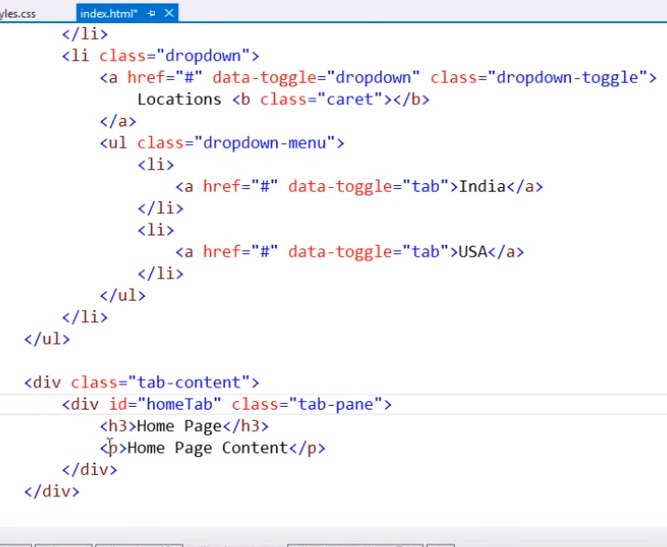 yles.css index.html*
</li>
<li class="dropdown">
<a href="#" data-toggle="dropdown" class="dropdown-toggle">
Locations <b class="caret"></b>
</a>
<ul class="dropdown-menu">
<li>
<a href="#" data-toggle="tab">India</a>
</li>
<li>
<a href="#" data-toggle="tab">USA</a>
</li>
</ul>
</li>
</ul>
<div class="tab-content">
<div id="homeTab" class="tab-pane">
<h3>Home Page</h3>
<p>Home Page Content</p>
</div>
</div>